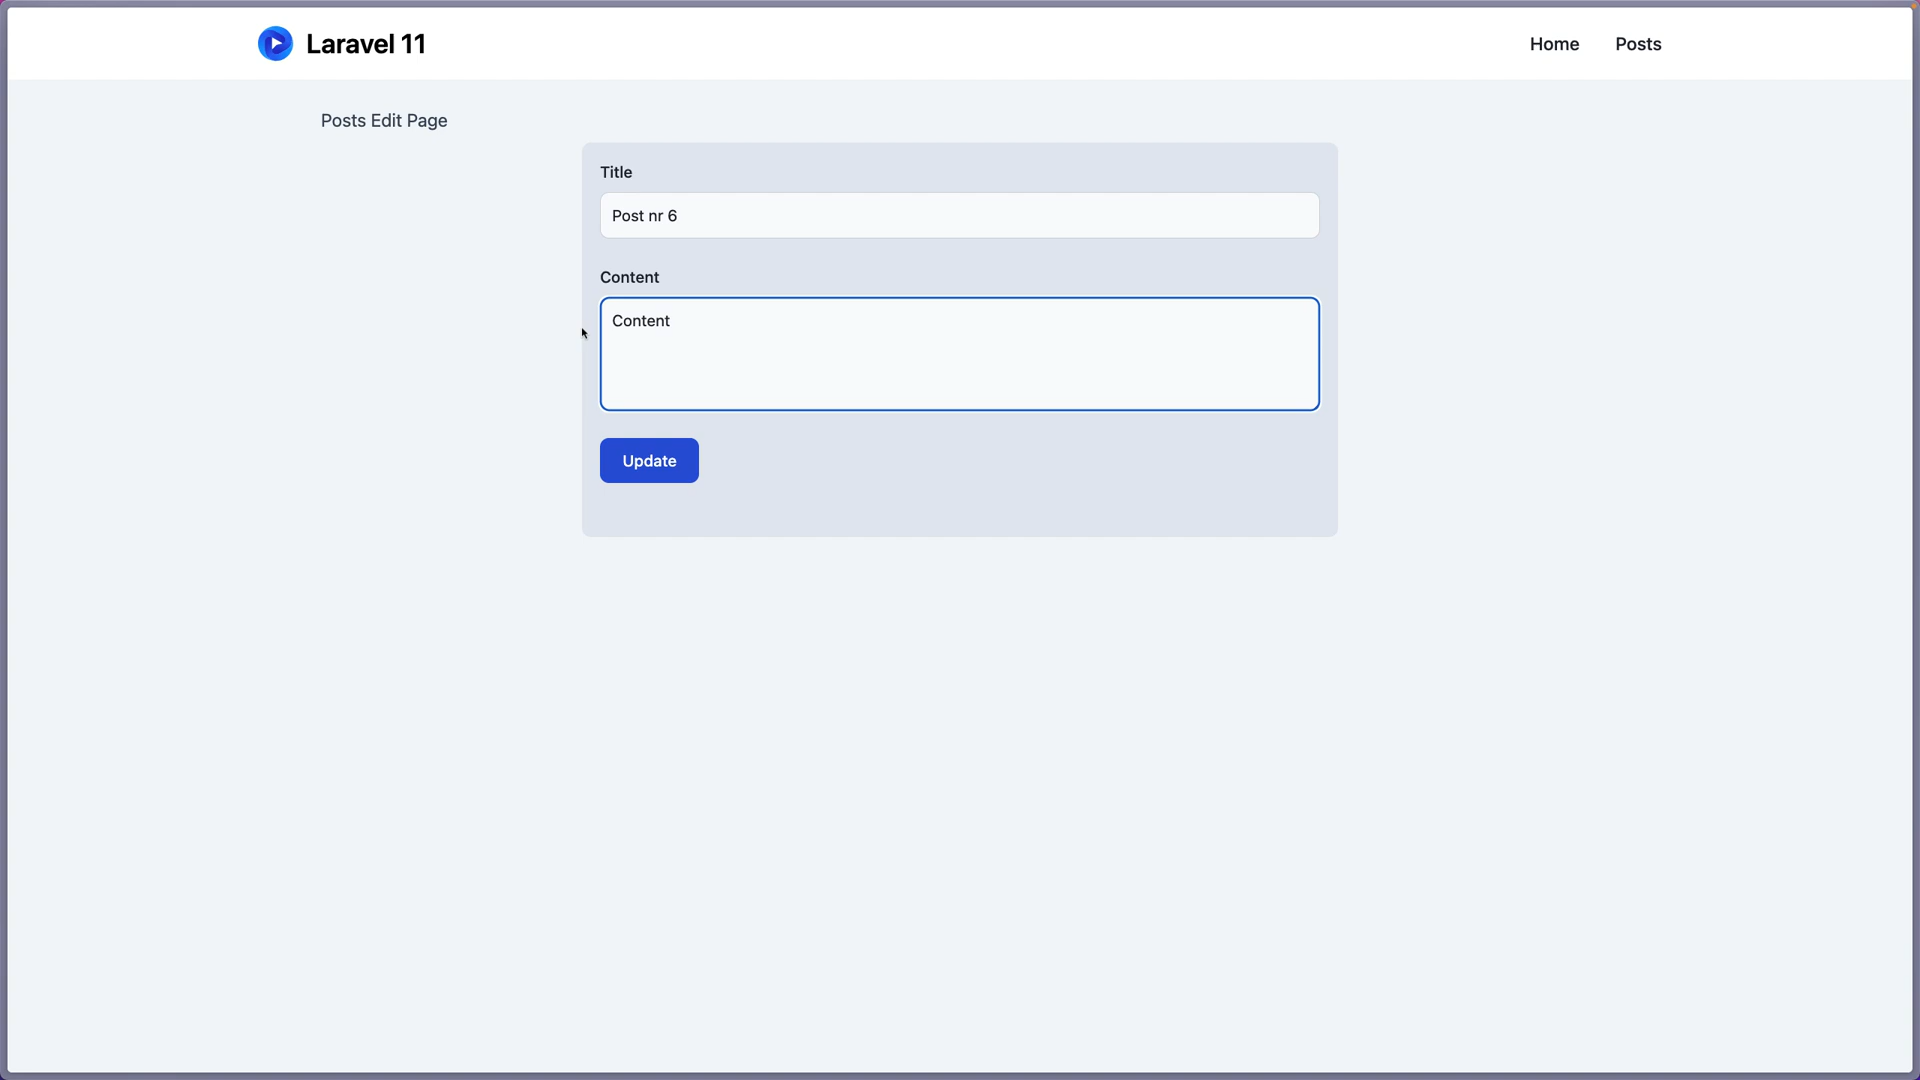 Laravel 11
Home
Posts
Posts Edit Page
Title
Post nr 6
Content
Content
Update